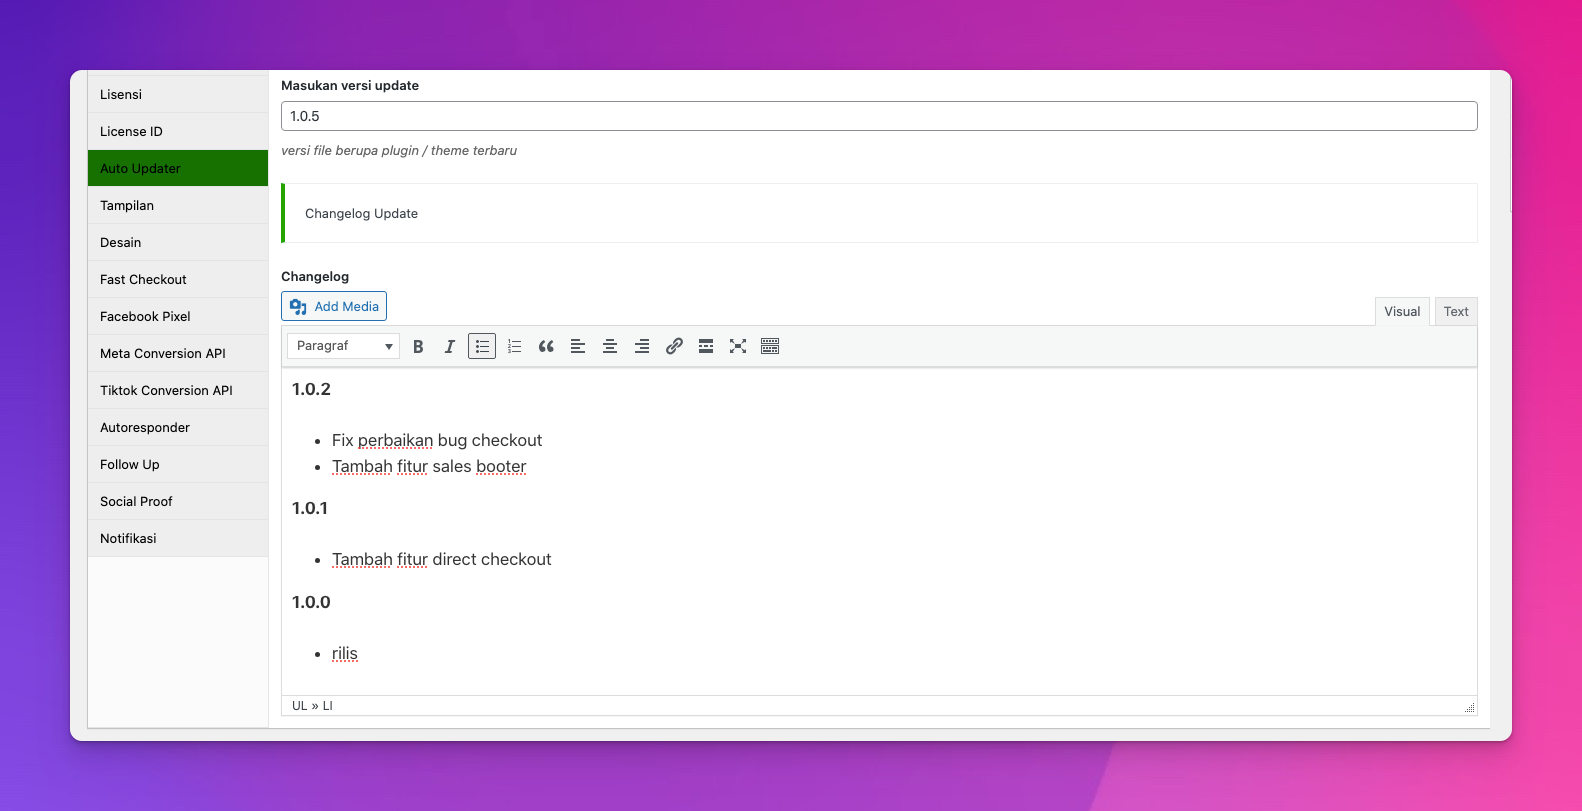 Lisensi
License ID
Auto Updater
Tampilan
Desain
Fast Checkout
Facebook Pixel
Meta Conversion API
Tiktok Conversion API
Autoresponder
Follow Up
Social Proof
Notifikasi
Masukan versi update
1.0.5
versi file berupa plugin / theme terbaru
Changelog Update
Changelog
Add Media
Visual Text
Paragraf
1.0.2
Fix perbaikan bug checkout
Tambah fitur sales booter
1.0.1
Tambah fitur direct checkout
1.0.0
rilis
UL » LI